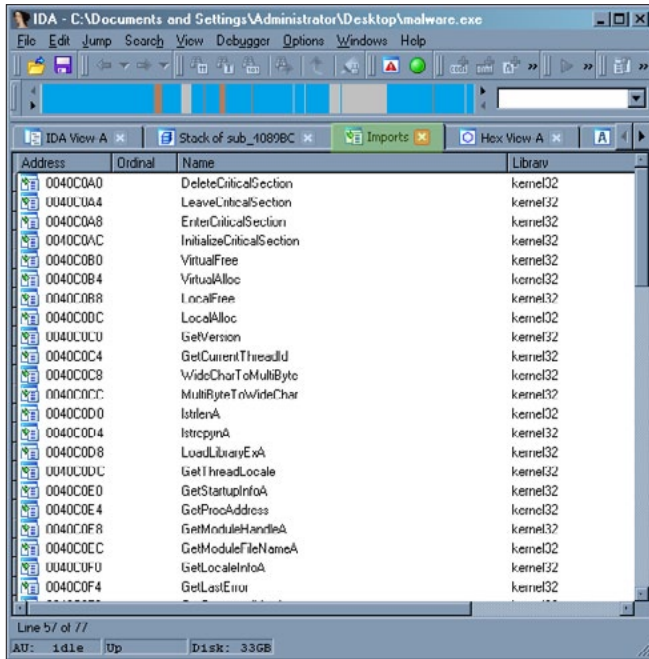 IDA - C:\Documents and Settings\Administrator\Desktop\malware.exe
File Edit Jump Search View Debugger Options Windows Help
IDA View-A Stack of sub_4089BC Imports Hex View-A
Address Ordinal Name Library
0040C0A0 DeleteCriticalSection kernel32
0040C0A4 LeaveCriticalSection kernel32
0040C0A8 EnterCriticalSection kernel32
0040C0AC InitializeCriticalSection kernel32
0040C0B0 VirtualFree kernel32
0040C0B4 VirtualAlloc kernel32
0040C0B8 LocalFree kernel32
0040C0BC LocalAlloc kernel32
0040C0C0 GetVersion kernel32
0040C0C4 GetCurrentThreadId kernel32
0040C0C8 WideCharToMultiByte kernel32
0040C0CC MultiByteToWideChar kernel32
0040C0D0 lstrlenA kernel32
0040C0D4 lstrcpynA kernel32
0040C0D8 LoadLibraryExA kernel32
0040C0DC GetThreadLocale kernel32
0040C0E0 GetStartupInfoA kernel32
0040C0E4 GetProcAddress kernel32
0040C0E8 GetModuleHandleA kernel32
0040C0EC GetModuleFileNameA kernel32
0040C0F0 GetLocaleInfoA kernel32
0040C0F4 GetLastError kernel32
Line 57 of 77
AU: idle Up Disk: 33GB